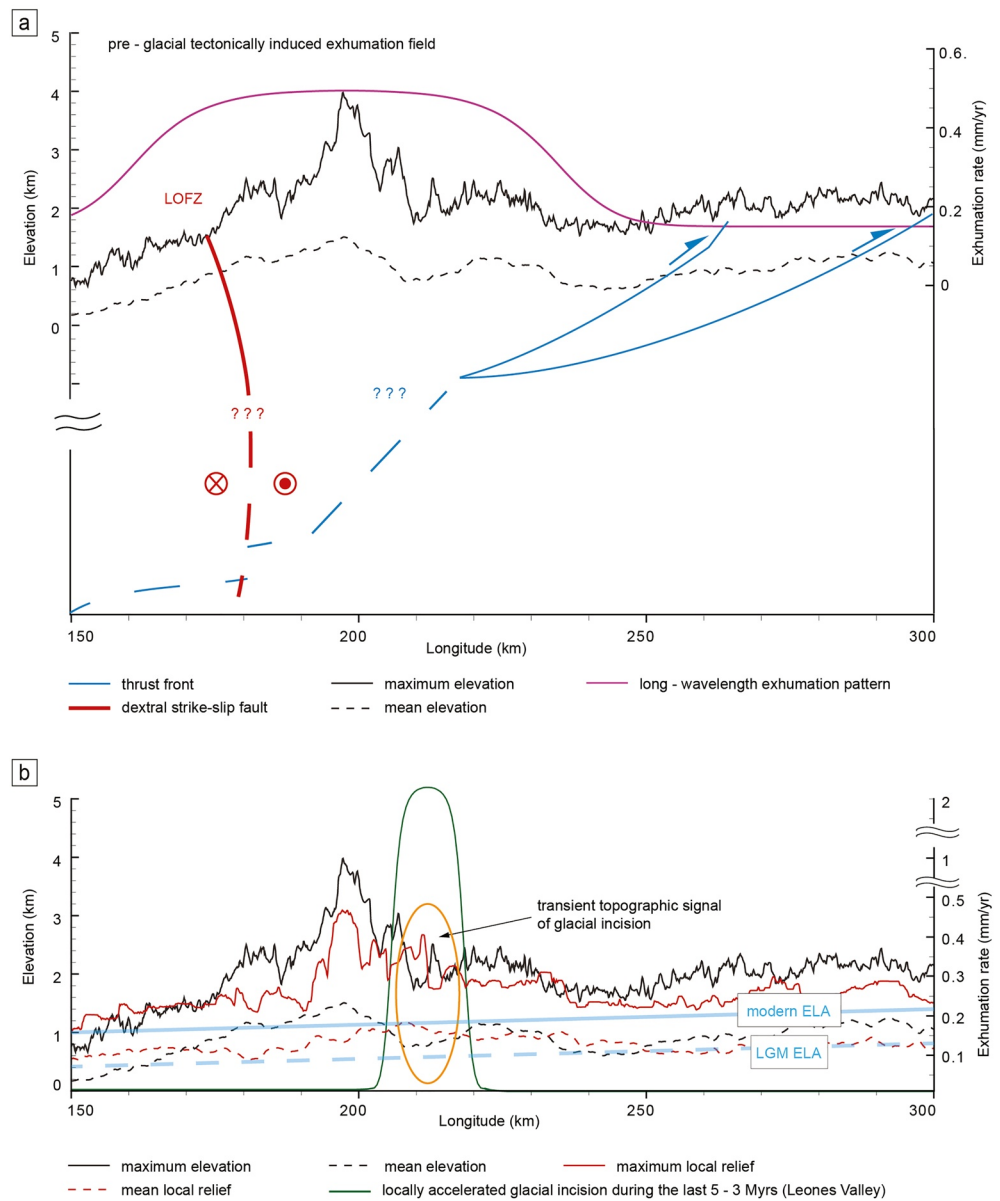 a
pre - glacial tectonically induced exhumation field
5
4
3
2
1
0
Elevation (km)
0.6.
0.4
0.2
0
Exhumation rate (mm/yr)
LOFZ
? ? ?
? ? ?
150
200
250
300
Longitude (km)
thrust front
maximum elevation
long - wavelength exhumation pattern
dextral strike-slip fault
mean elevation
b
5
4
3
2
1
0
Elevation (km)
2
1
0.5
0.4
0.3
0.2
0.1
Exhumation rate (mm/yr)
transient topographic signal
of glacial incision
modern ELA
LGM ELA
150
200
250
300
Longitude (km)
maximum elevation
mean elevation
maximum local relief
mean local relief
locally accelerated glacial incision during the last 5 - 3 Myrs (Leones Valley)